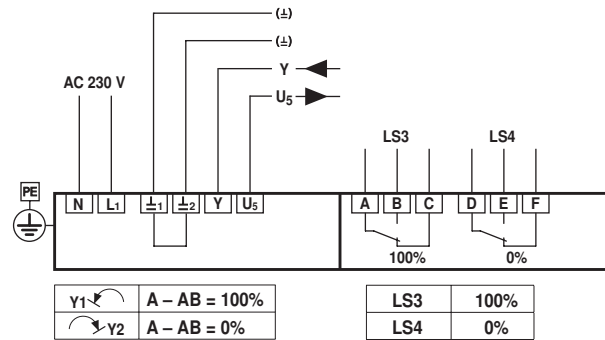 (⊥)
(⊥)
Y
U₅
AC 230 V
LS3 LS4
PE
N L₁ ⊥₁ ⊥₂ Y U₅ A B C D E F
100% 0%
Y1 A – AB = 100%
Y2 A – AB = 0%
LS3 100%
LS4 0%